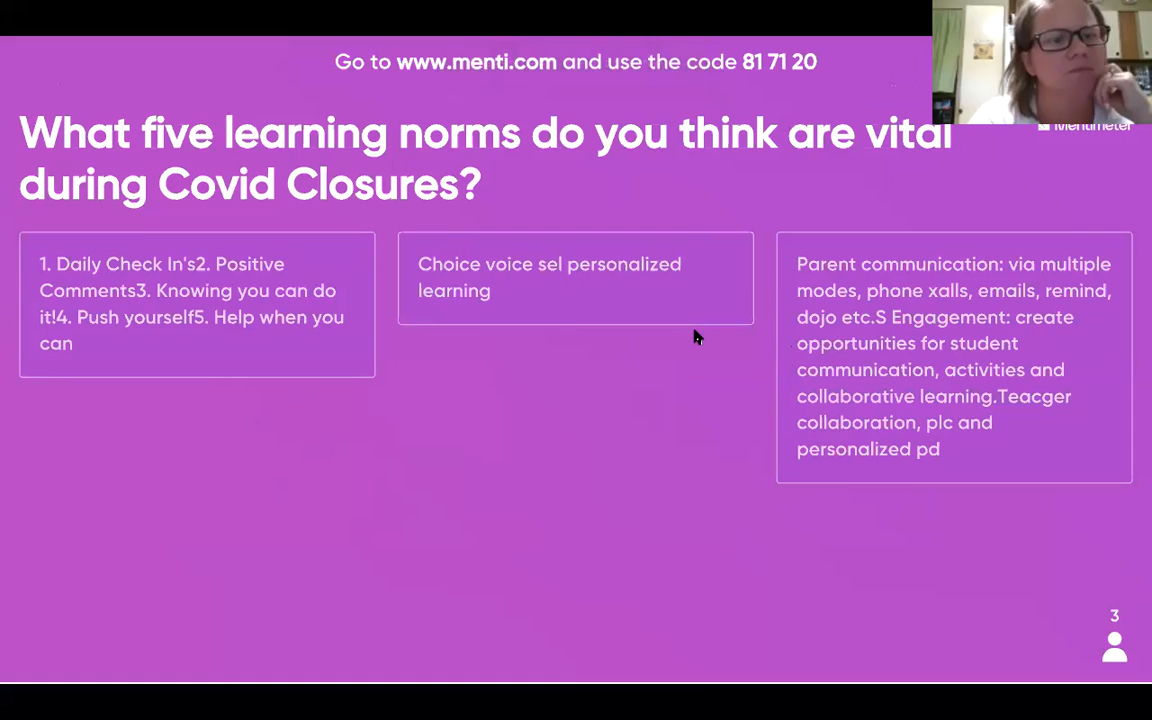 Go to www.menti.com and use the code 81 71 20
Mentimeter
What five learning norms do you think are vital
during Covid Closures?
1. Daily Check In's2. Positive
Comments3. Knowing you can do
it!4. Push yourself5. Help when you
can
Choice voice sel personalized
learning
Parent communication: via multiple
modes, phone xalls, emails, remind,
dojo etc.S Engagement: create
opportunities for student
communication, activities and
collaborative learning.Teacger
collaboration, plc and
personalized pd
3